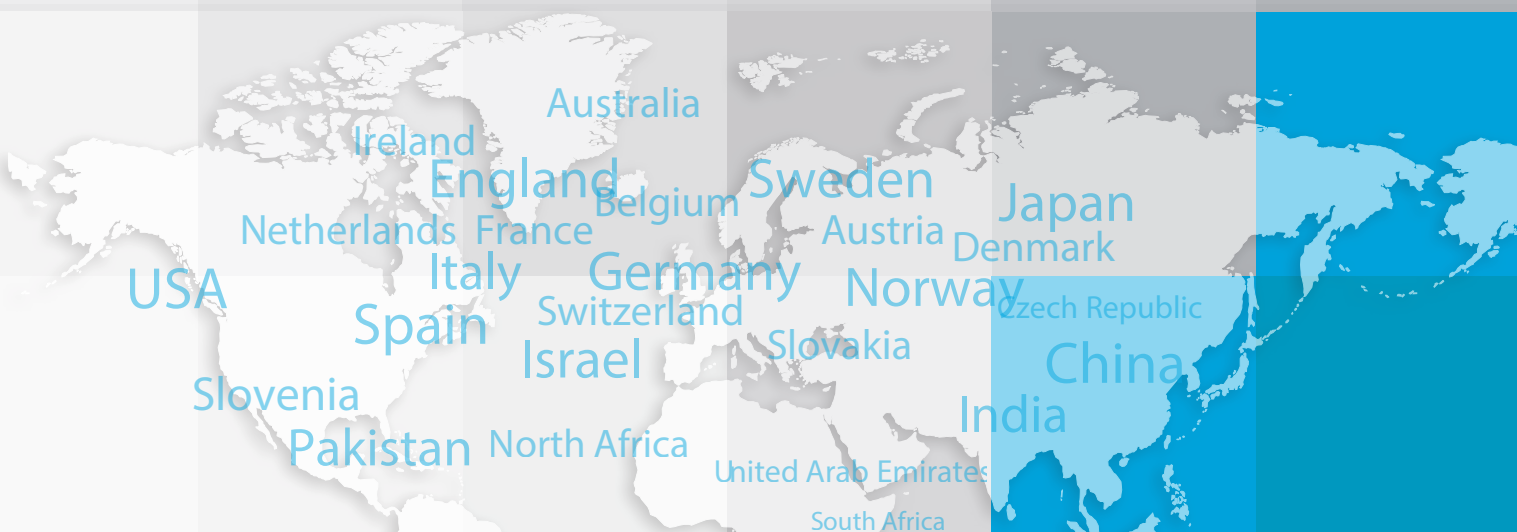 Australia
Ireland
England
Belgium
Sweden
Japan
Netherlands
France
Austria
Denmark
USA
Italy
Germany
Norway
Czech Republic
Switzerland
Spain
Slovakia
Israel
China
Slovenia
India
Pakistan
North Africa
United Arab Emirates
South Africa